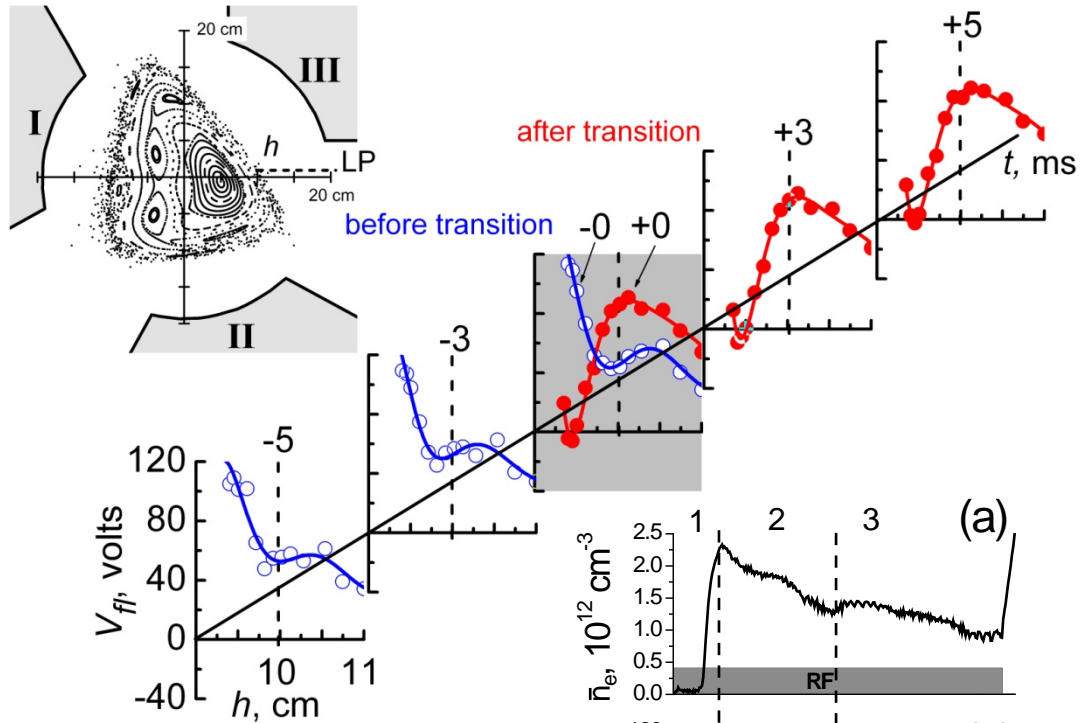 20 cm
III
I
h
LP
20 cm
II
+5
after transition
+3
t, ms
before transition
-0
+0
-3
-5
120
80
40
0
-40
V_fl, volts
10
11
h, cm
1
2
3
(a)
2.5
2.0
1.5
1.0
0.5
0.0
n̄_e, 10^12 cm^-3
RF